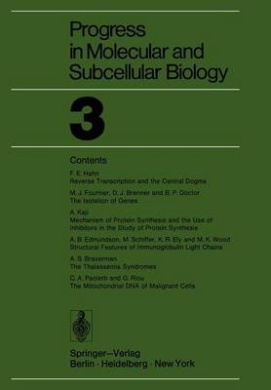 Progress
in Molecular and
Subcellular Biology
3
Contents
F. E. Hahn
Reverse Transcription and the Central Dogma
M. J. Fournier, D. J. Brenner and B. P. Doctor
The Isolation of Genes
A. Kaji
Mechanism of Protein Synthesis and the Use of
Inhibitors in the Study of Protein Synthesis
A. B. Edmundson, M. Schiffer, K. R. Ely and M. K. Wood
Structural Features of Immunoglobulin Light Chains
A. S. Braverman
The Thalassemia Syndromes
C. A. Paoletti and G. Riou
The Mitochondrial DNA of Malignant Cells
Springer-Verlag
Berlin · Heidelberg · New York